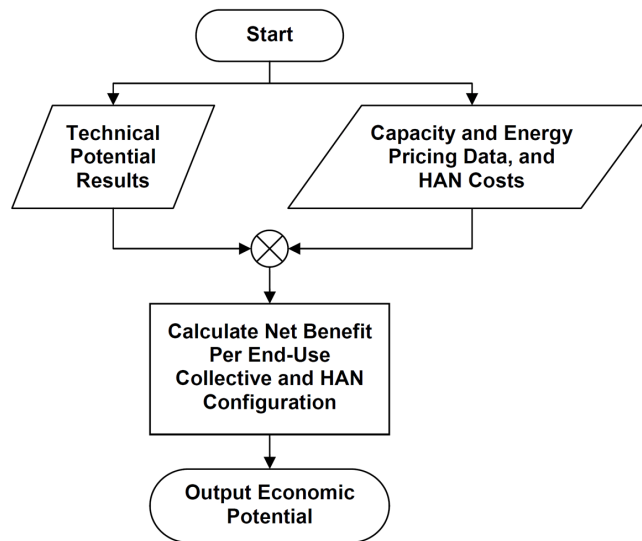 Start
Technical
Potential
Results
Capacity and Energy
Pricing Data, and
HAN Costs
Calculate Net Benefit
Per End-Use
Collective and HAN
Configuration
Output Economic
Potential